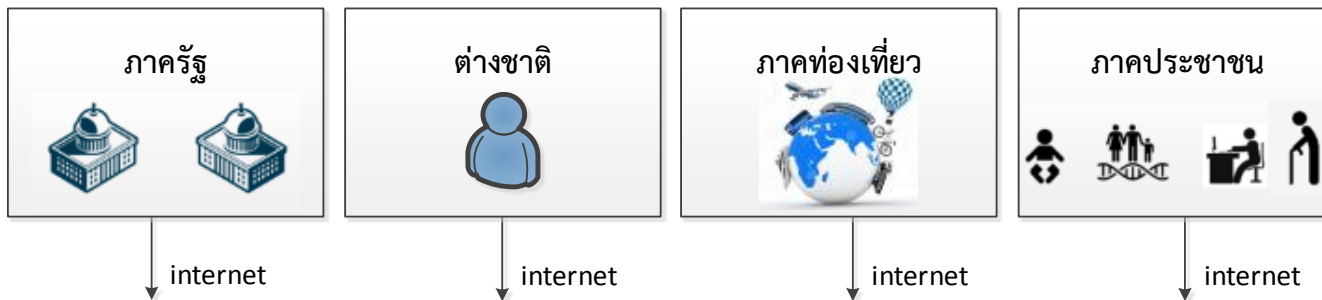 ภาครัฐ
ต่างชาติ
ภาคท่องเที่ยว
ภาคประชาชน
internet
internet
internet
internet